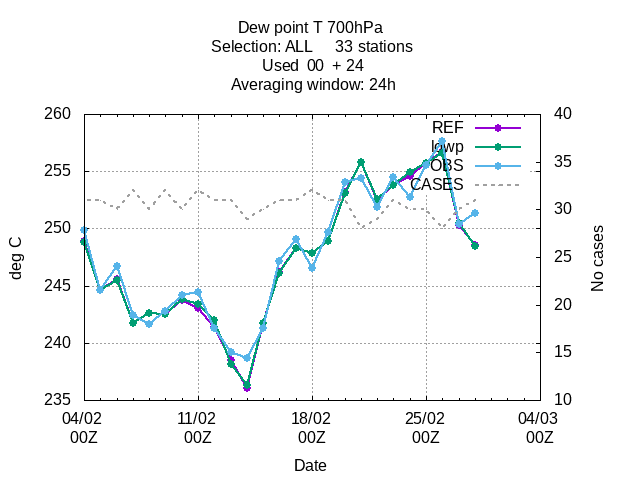 Dew point T 700hPa
Selection: ALL     33 stations
Used  00  + 24
Averaging window: 24h
260
255
250
245
240
235
deg C
40
35
30
25
20
15
10
No cases
REF
lowp
OBS
CASES
04/02 11/02 18/02 25/02 04/03
00Z 00Z 00Z 00Z 00Z
Date